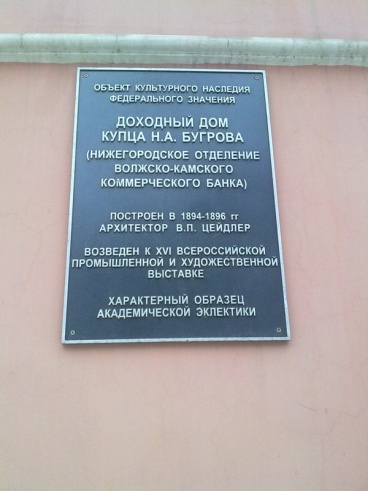 ОБЪЕКТ КУЛЬТУРНОГО НАСЛЕДИЯ
ФЕДЕРАЛЬНОГО ЗНАЧЕНИЯ
ДОХОДНЫЙ ДОМ
КУПЦА Н.А. БУГРОВА
(НИЖЕГОРОДСКОЕ ОТДЕЛЕНИЕ
ВОЛЖСКО-КАМСКОГО
КОММЕРЧЕСКОГО БАНКА)
ПОСТРОЕН В 1894-1896 гг
АРХИТЕКТОР В.П. ЦЕЙДЛЕР
ВОЗВЕДЕН К XVI ВСЕРОССИЙСКОЙ
ПРОМЫШЛЕННОЙ И ХУДОЖЕСТВЕННОЙ
ВЫСТАВКЕ
ХАРАКТЕРНЫЙ ОБРАЗЕЦ
АКАДЕМИЧЕСКОЙ ЭКЛЕКТИКИ